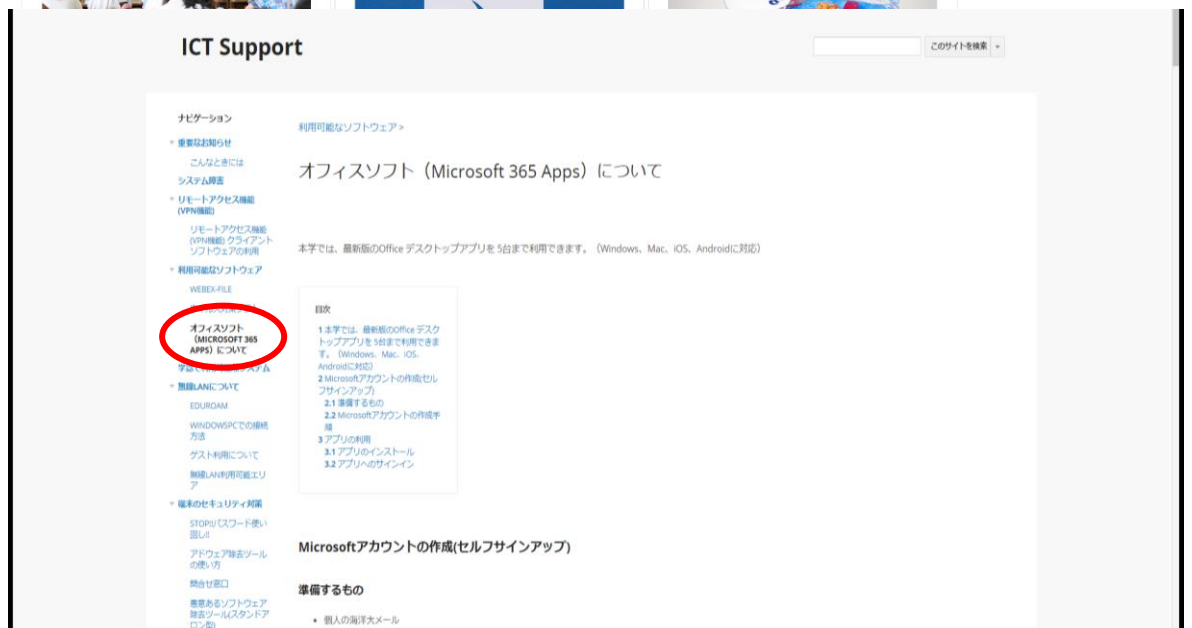 ICT Support
このサイトを検索
ナビゲーション
重要なお知らせ
こんなときには
システム障害
リモートアクセス機能
(VPN機能)
リモートアクセス機能
(VPN機能) クライアント
ソフトウェアの利用
利用可能なソフトウェア
WEBEX-FILE
オフィスソフト
(MICROSOFT 365
APPS) について
無線LANについて
EDUROAM
WINDOWSPCでの接続
方法
ゲスト利用について
無線LAN利用可能エリ
ア
端末のセキュリティ対策
STOP!!パスワード使い
回し!!
アドウェア除去ツール
の使い方
問合せ窓口
悪意あるソフトウェア
除去ツール(スタンドア
ロン型)
利用可能なソフトウェア >
オフィスソフト（Microsoft 365 Apps）について
本学では、最新版のOffice デスクトップアプリを 5台まで利用できます。（Windows、Mac、iOS、Androidに対応）
目次
1 本学では、最新版のOffice デスク
トップアプリを 5台まで利用できま
す。（Windows、Mac、iOS、
Androidに対応）
2 Microsoftアカウントの作成(セル
フサインアップ)
2.1 準備するもの
2.2 Microsoftアカウントの作成手
順
3 アプリの利用
3.1 アプリのインストール
3.2 アプリへのサインイン
Microsoftアカウントの作成(セルフサインアップ)
準備するもの
• 個人の海洋大メール